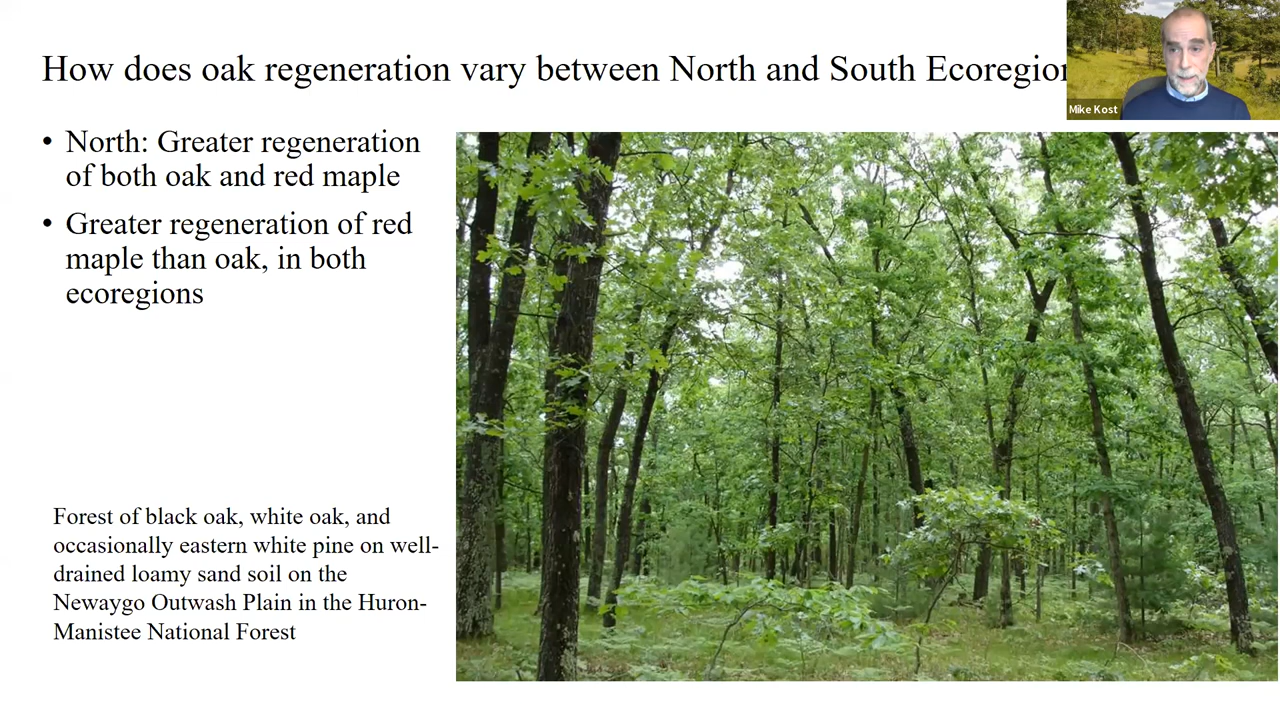 How does oak regeneration vary between North and South Ecoregion
Mike Kost
• North: Greater regeneration
of both oak and red maple
• Greater regeneration of red
maple than oak, in both
ecoregions
Forest of black oak, white oak, and
occasionally eastern white pine on well-
drained loamy sand soil on the
Newaygo Outwash Plain in the Huron-
Manistee National Forest